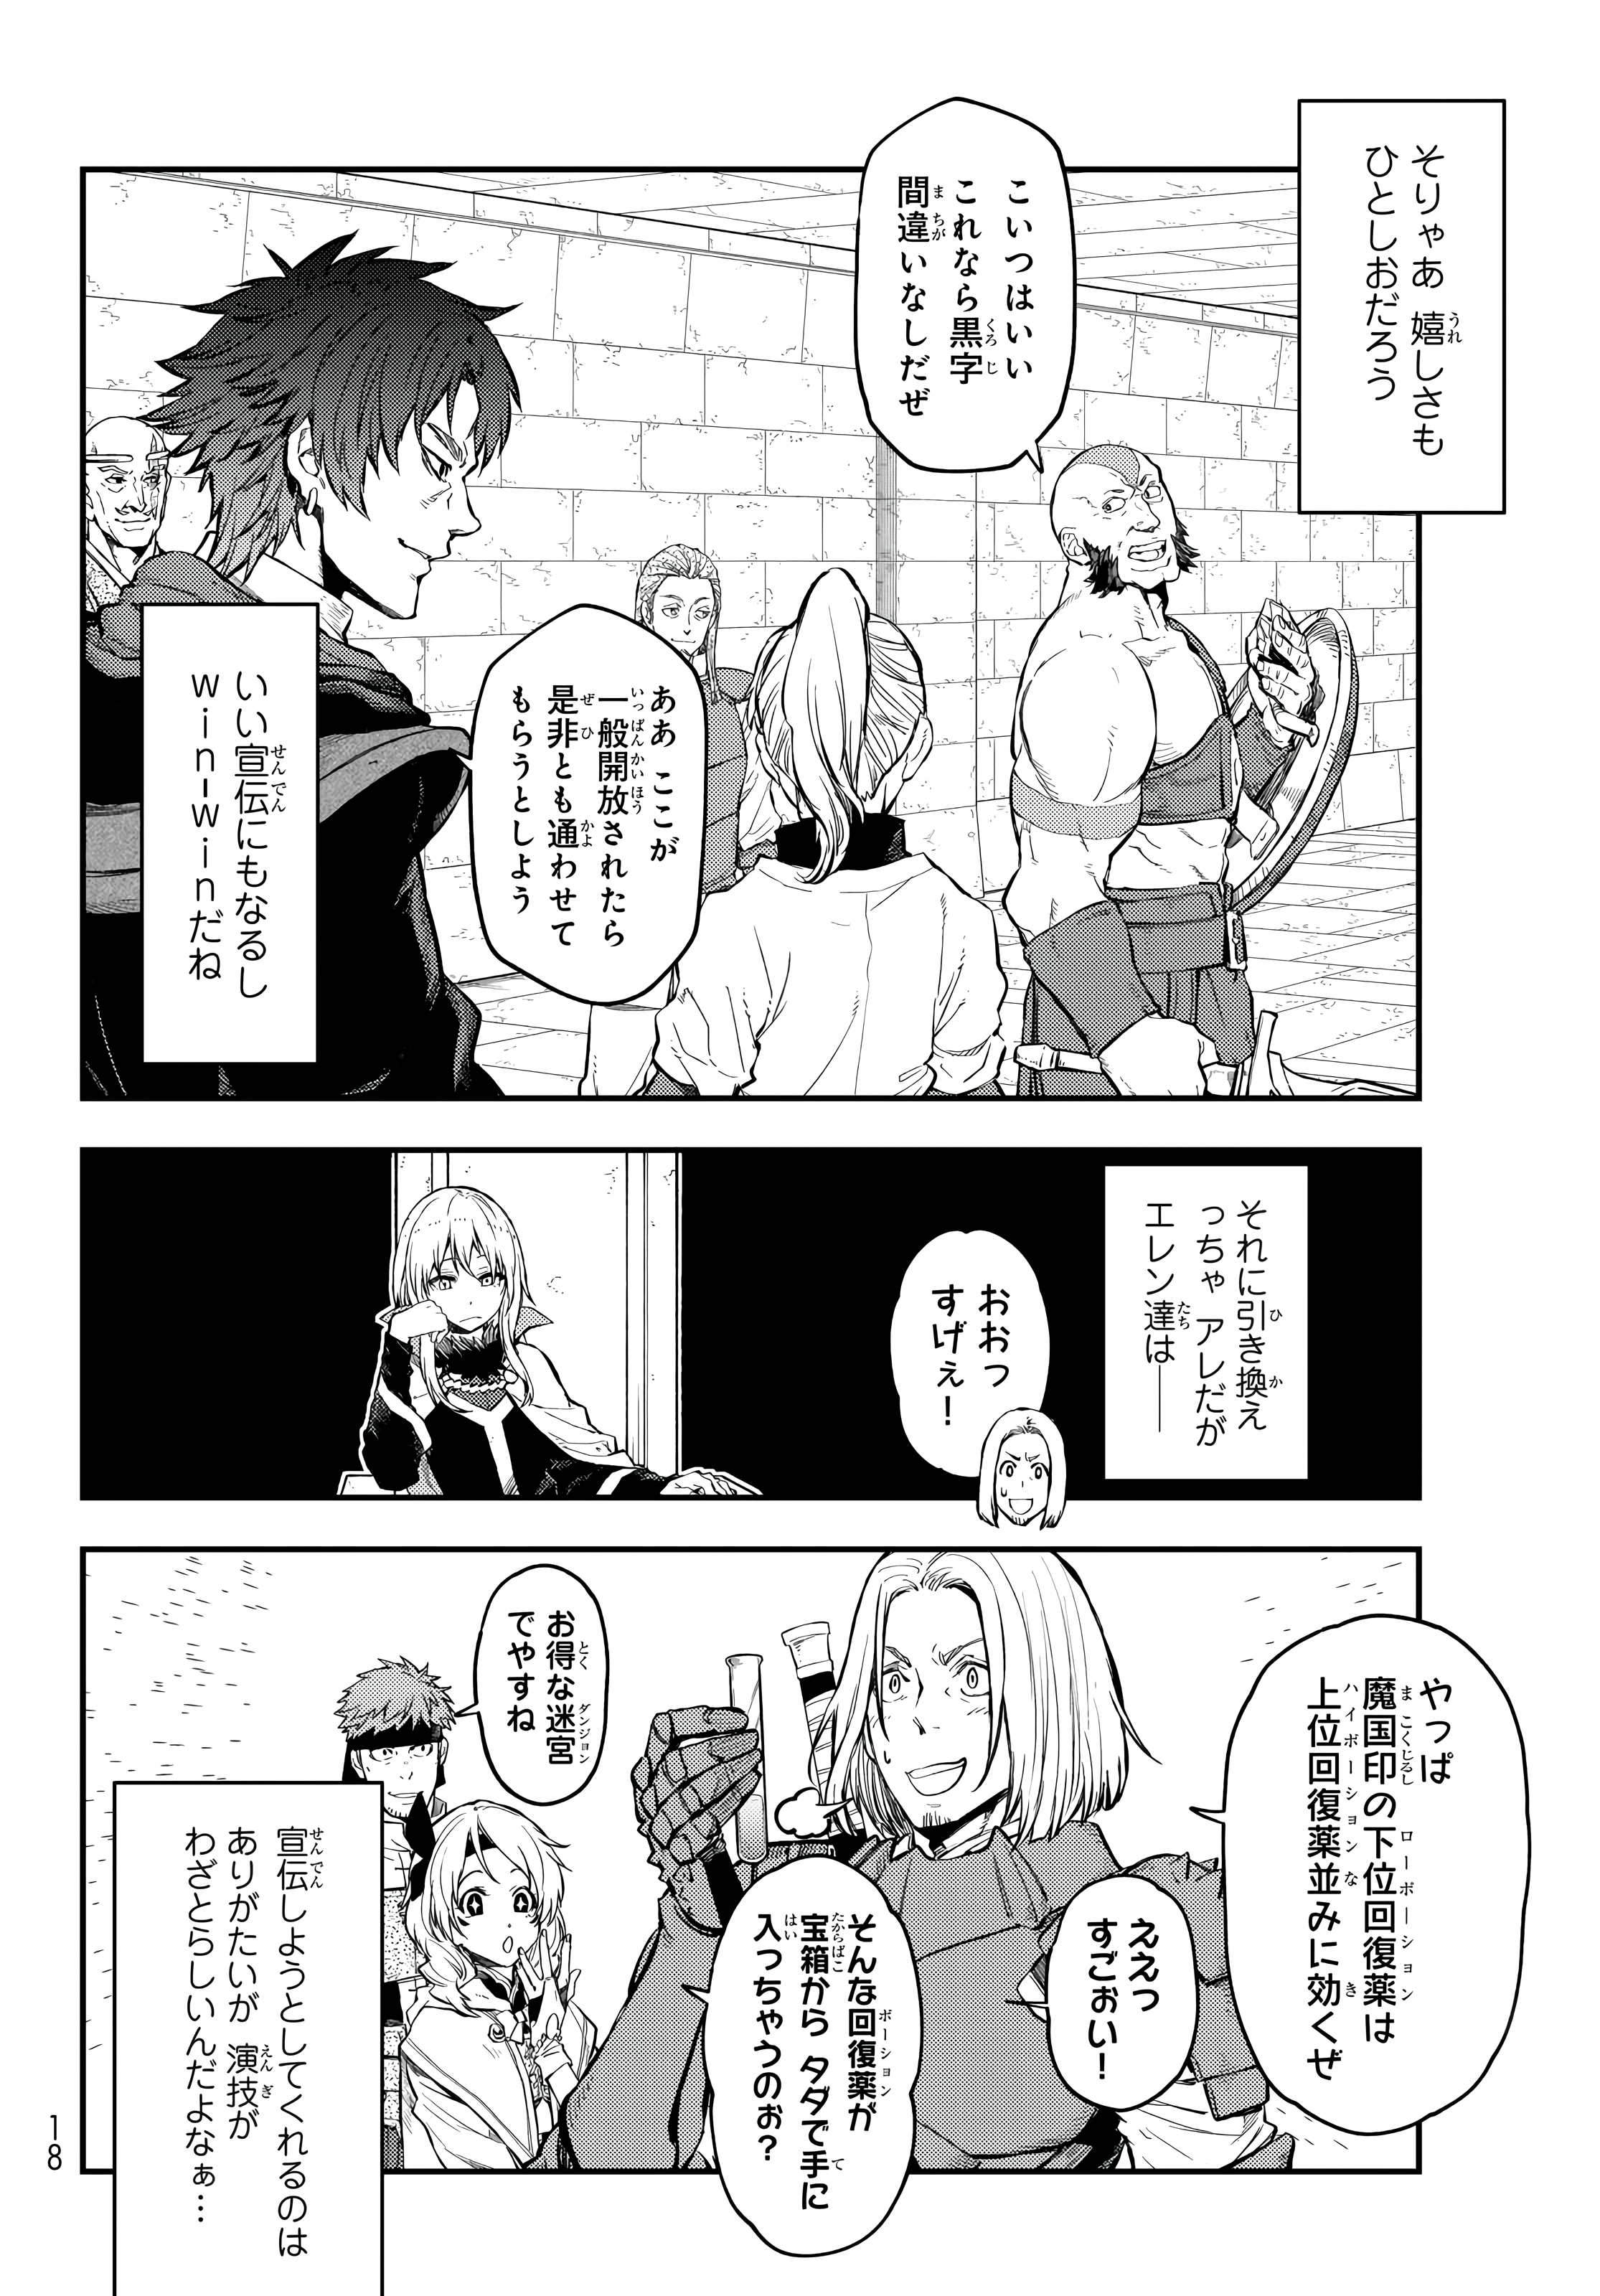 そりゃあ 嬉しさも
ひとしおだろう
こいつはいい
これなら黒字
間違いなしだぜ
ああ ここが
一般開放されたら
是非とも通わせて
もらうとしよう
いい宣伝にもなるし
win-winだね
それに引き換え
っちゃ アレだが
エレン達は──
おおっ
すげぇ！
やっぱ
魔国印の下位回復薬は
上位回復薬並みに効くぜ
ええっ
すごおい！
そんな回復薬が
宝箱から タダで手に
入っちゃうのぉ？
お得な迷宮
でやすね
宣伝しようとしてくれるのは
ありがたいが 演技が
わざとらしいんだよなぁ…
18